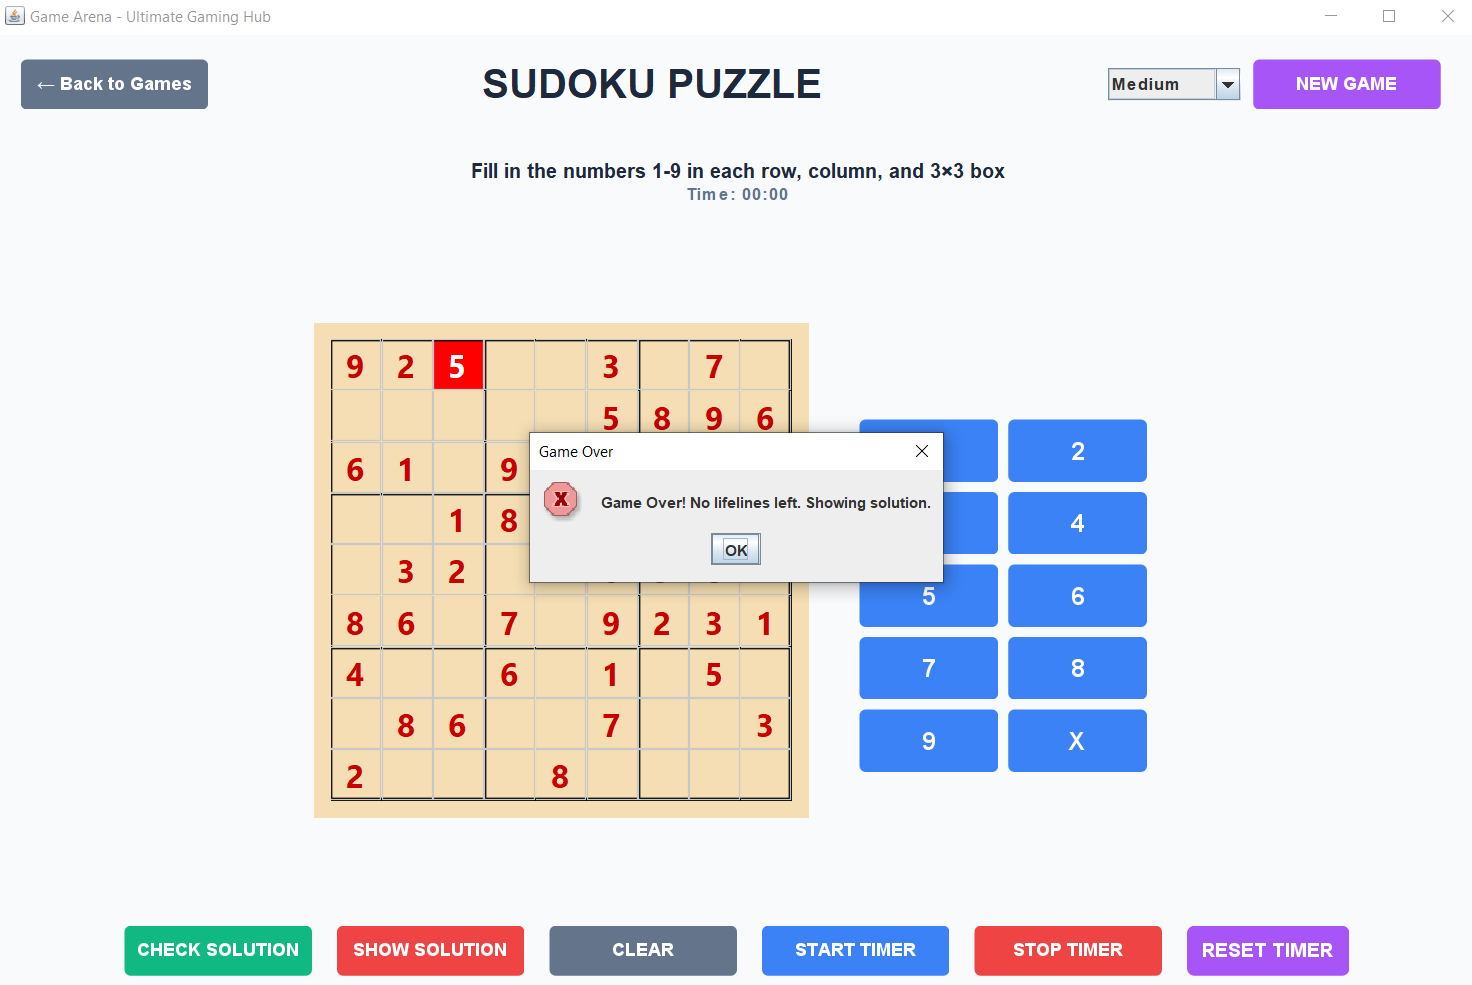 Game Arena - Ultimate Gaming Hub
← Back to Games
SUDOKU PUZZLE
Medium
NEW GAME
Fill in the numbers 1-9 in each row, column, and 3×3 box
Time: 00:00
9 2 5 3 7
5 8 9 6
6 1 9
1 8
3 2
8 6 7 9 2 3 1
4 6 1 5
8 6 7 3
2 8
Game Over
X
Game Over! No lifelines left. Showing solution.
OK
2
4
5 6
7 8
9 X
CHECK SOLUTION
SHOW SOLUTION
CLEAR
START TIMER
STOP TIMER
RESET TIMER